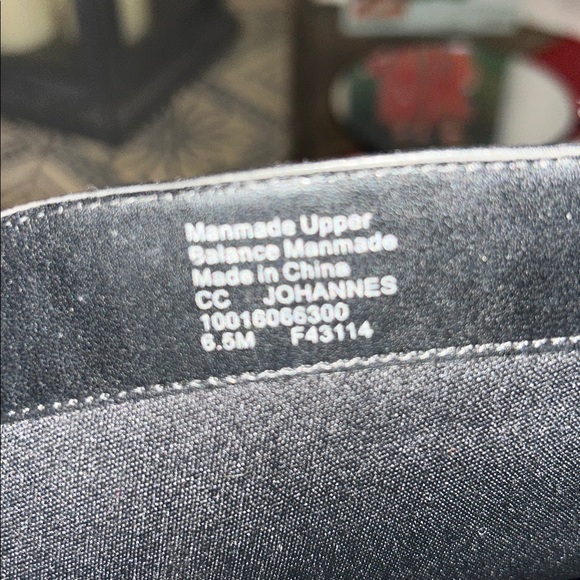 Manmade Upper
Balance Manmade
Made in China
CC JOHANNES
10016066300
6.5M F43114